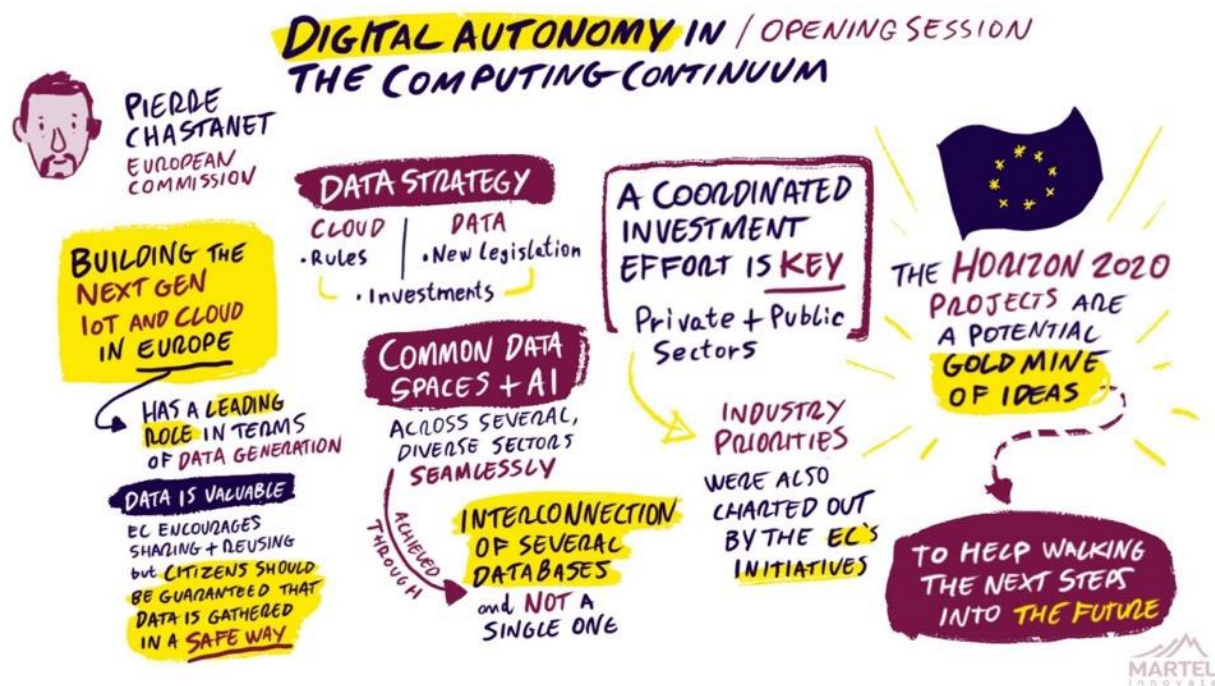 DIGITAL AUTONOMY IN / OPENING SESSION
THE COMPUTING CONTINUUM
PIERRE
CHASTANET
EUROPEAN
COMMISSION
BUILDING THE
NEXT GEN
IoT AND CLOUD
IN EUROPE
HAS A LEADING
ROLE IN TERMS
OF DATA GENERATION
DATA IS VALUABLE
EC ENCOURAGES
SHARING + REUSING
but CITIZENS SHOULD
BE GUARANTEED THAT
DATA IS GATHERED
IN A SAFE WAY
DATA STRATEGY
CLOUD
• Rules
DATA
• New Legislation
• Investments
COMMON DATA
SPACES + AI
ACROSS SEVERAL,
DIVERSE SECTORS
SEAMLESSLY
ACHIEVED
THROUGH
INTERCONNECTION
OF SEVERAL
DATABASES
and NOT A
SINGLE ONE
A COORDINATED
INVESTMENT
EFFORT IS KEY
Private + Public
Sectors
INDUSTRY
PRIORITIES
WERE ALSO
CHARTED OUT
BY THE EC'S
INITIATIVES
THE HORIZON 2020
PROJECTS ARE
A POTENTIAL
GOLD MINE
OF IDEAS
TO HELP WALKING
THE NEXT STEPS
INTO THE FUTURE
MARTEL
innovate